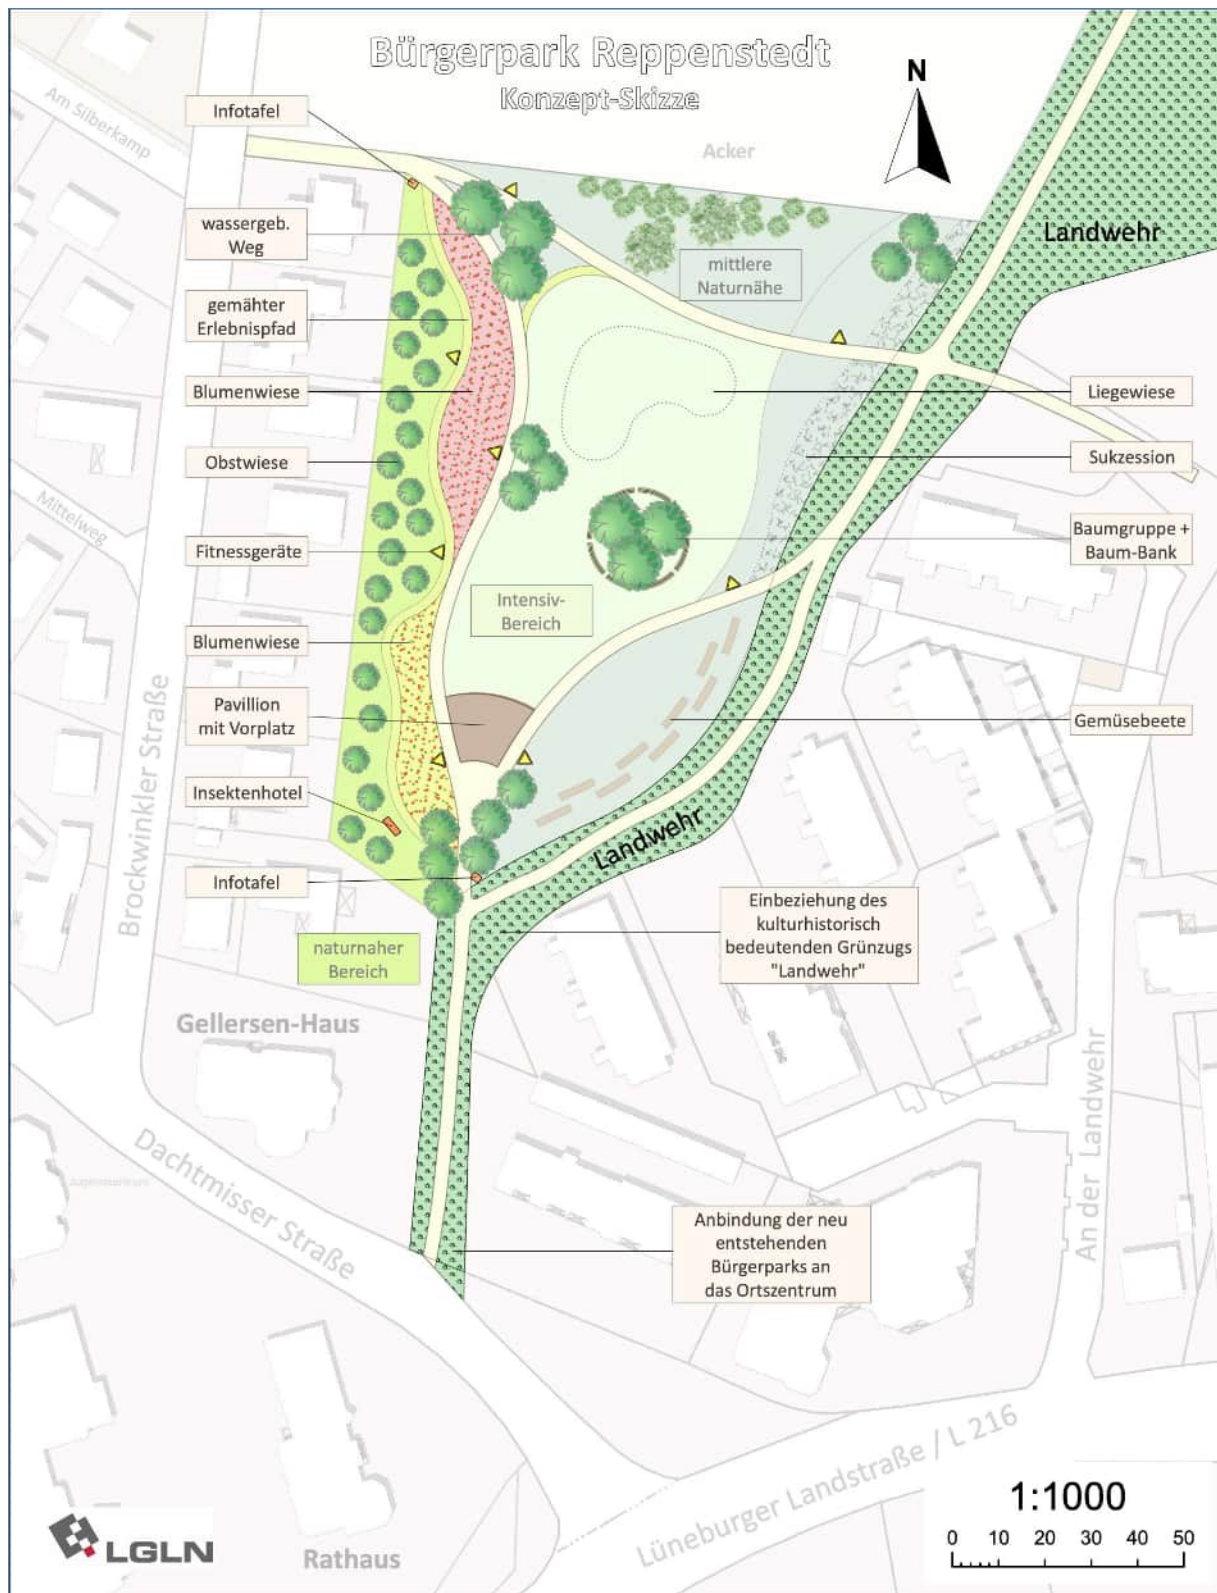 Bürgerpark Reppenstedt
Konzept-Skizze
N
Am Silberkamp
Infotafel
Acker
wassergeb.
Weg
Landwehr
mittlere
Naturnähe
gemähter
Erlebnispfad
Blumenwiese
Liegewiese
Obstwiese
Sukzession
Mittelweg
Fitnessgeräte
Baumgruppe +
Baum-Bank
Intensiv-
Bereich
Blumenwiese
Pavillion
mit Vorplatz
Gemüsebeete
Brockwinkler Straße
Insektenhotel
Landwehr
Infotafel
Einbeziehung des
kulturhistorisch
bedeutenden Grünzugs
"Landwehr"
naturnaher
Bereich
Gellersen-Haus
An der Landwehr
Dachtmisser Straße
Jugendzentrum
Anbindung der neu
entstehenden
Bürgerparks an
das Ortszentrum
Lüneburger Landstraße / L 216
1:1000
0 10 20 30 40 50
LGLN
Rathaus